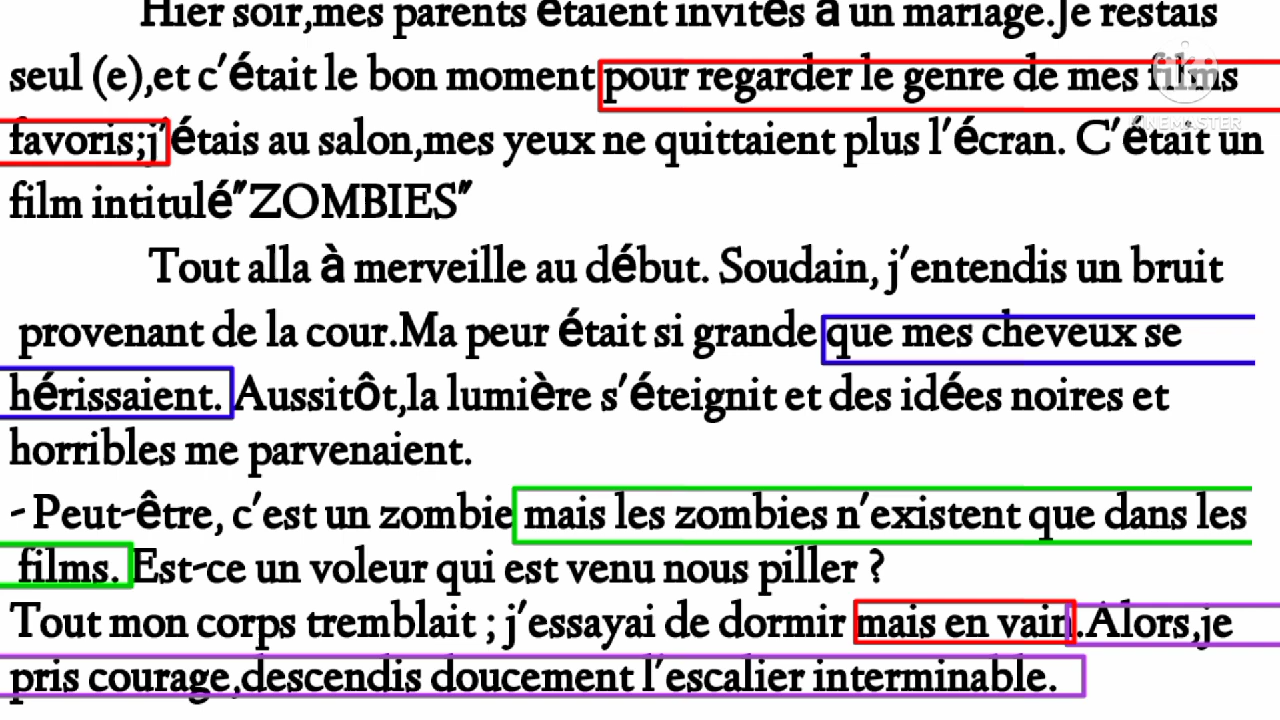 Hier soir,mes parents étaient invités à un mariage.Je restais
seul (e),et c'était le bon moment pour regarder le genre de mes films
favoris;j'étais au salon,mes yeux ne quittaient plus l'écran. C'était un
film intitulé"ZOMBIES"
Tout alla à merveille au début. Soudain, j'entendis un bruit
provenant de la cour.Ma peur était si grande que mes cheveux se
hérissaient. Aussitôt,la lumière s'éteignit et des idées noires et
horribles me parvenaient.
- Peut-être, c'est un zombie mais les zombies n'existent que dans les
films. Est-ce un voleur qui est venu nous piller ?
Tout mon corps tremblait ; j'essayai de dormir mais en vain.Alors,je
pris courage,descendis doucement l'escalier interminable.
KINEMASTER